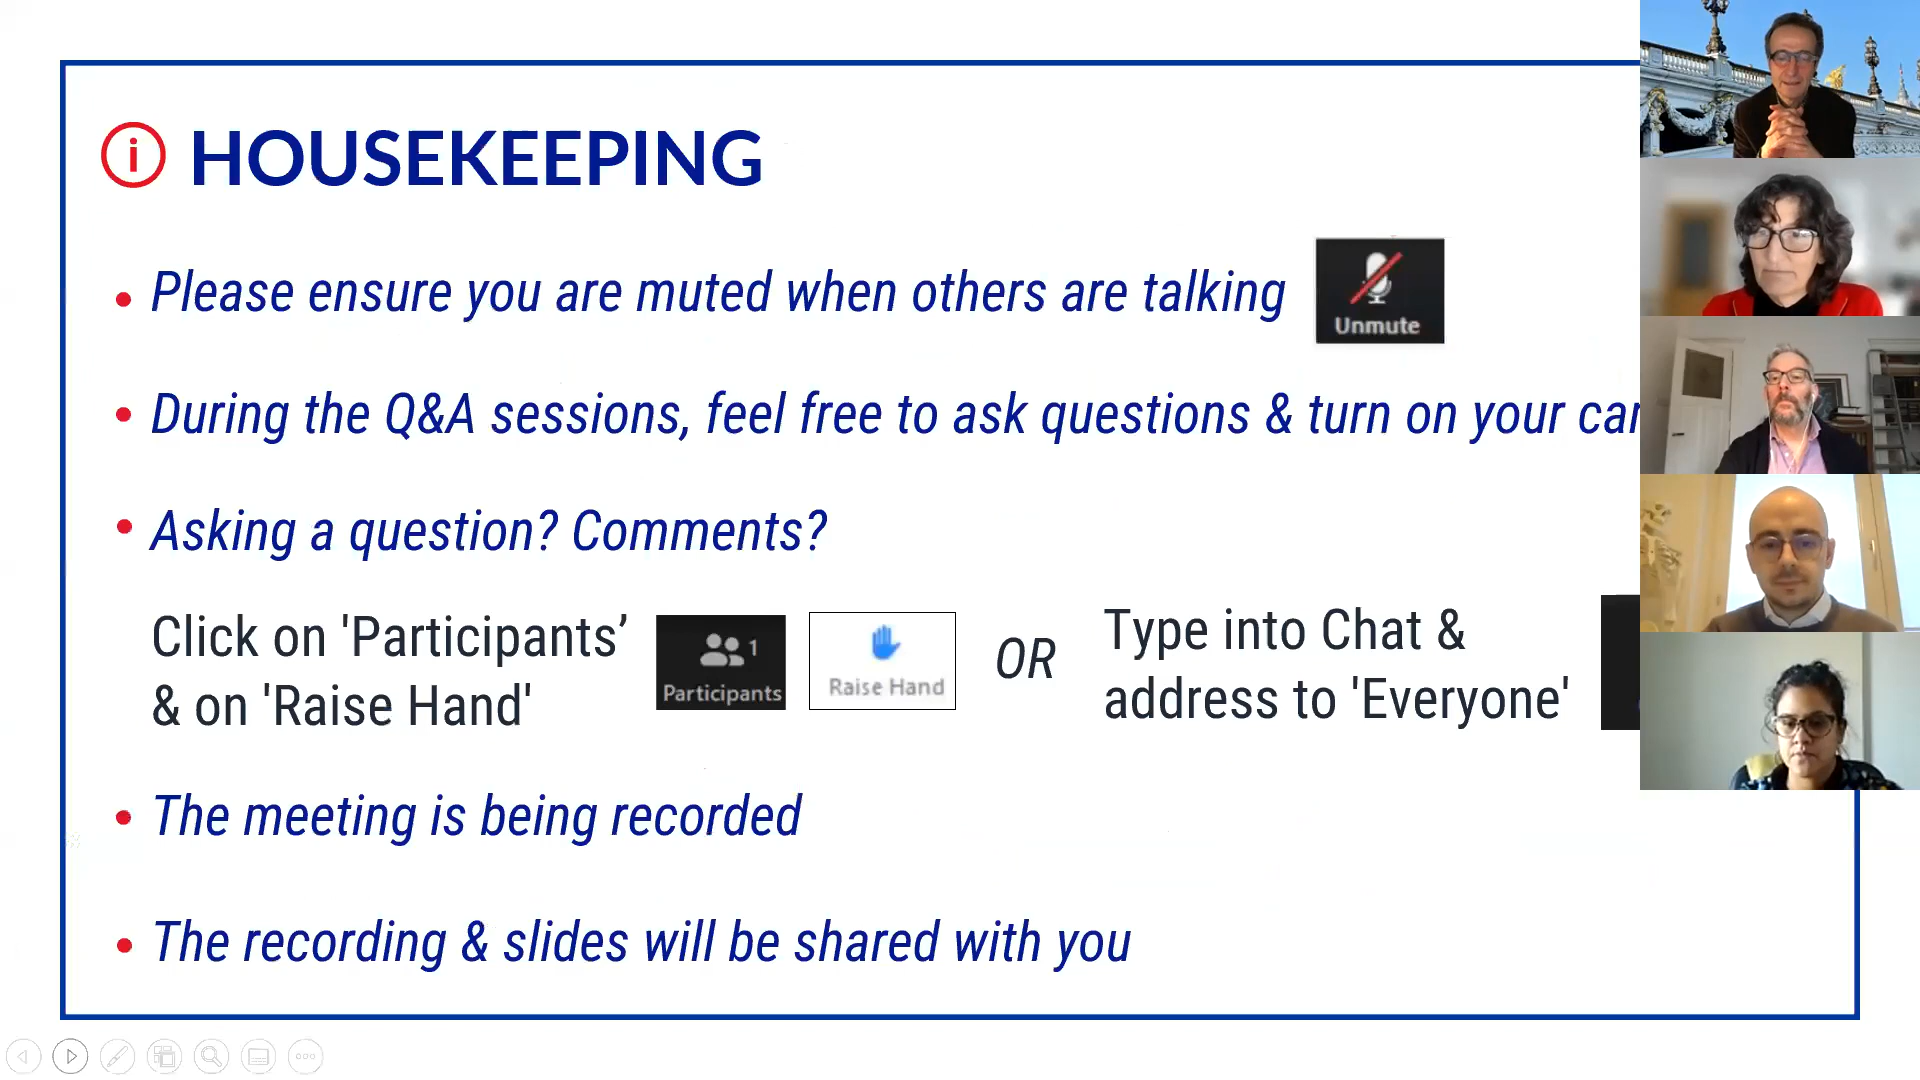 HOUSEKEEPING
Please ensure you are muted when others are talking
Unmute
During the Q&A sessions, feel free to ask questions & turn on your
Asking a question? Comments?
Click on 'Participants’
& on 'Raise Hand'
1
Participants
Raise Hand
OR
Type into Chat &
address to 'Everyone'
The meeting is being recorded
The recording & slides will be shared with you